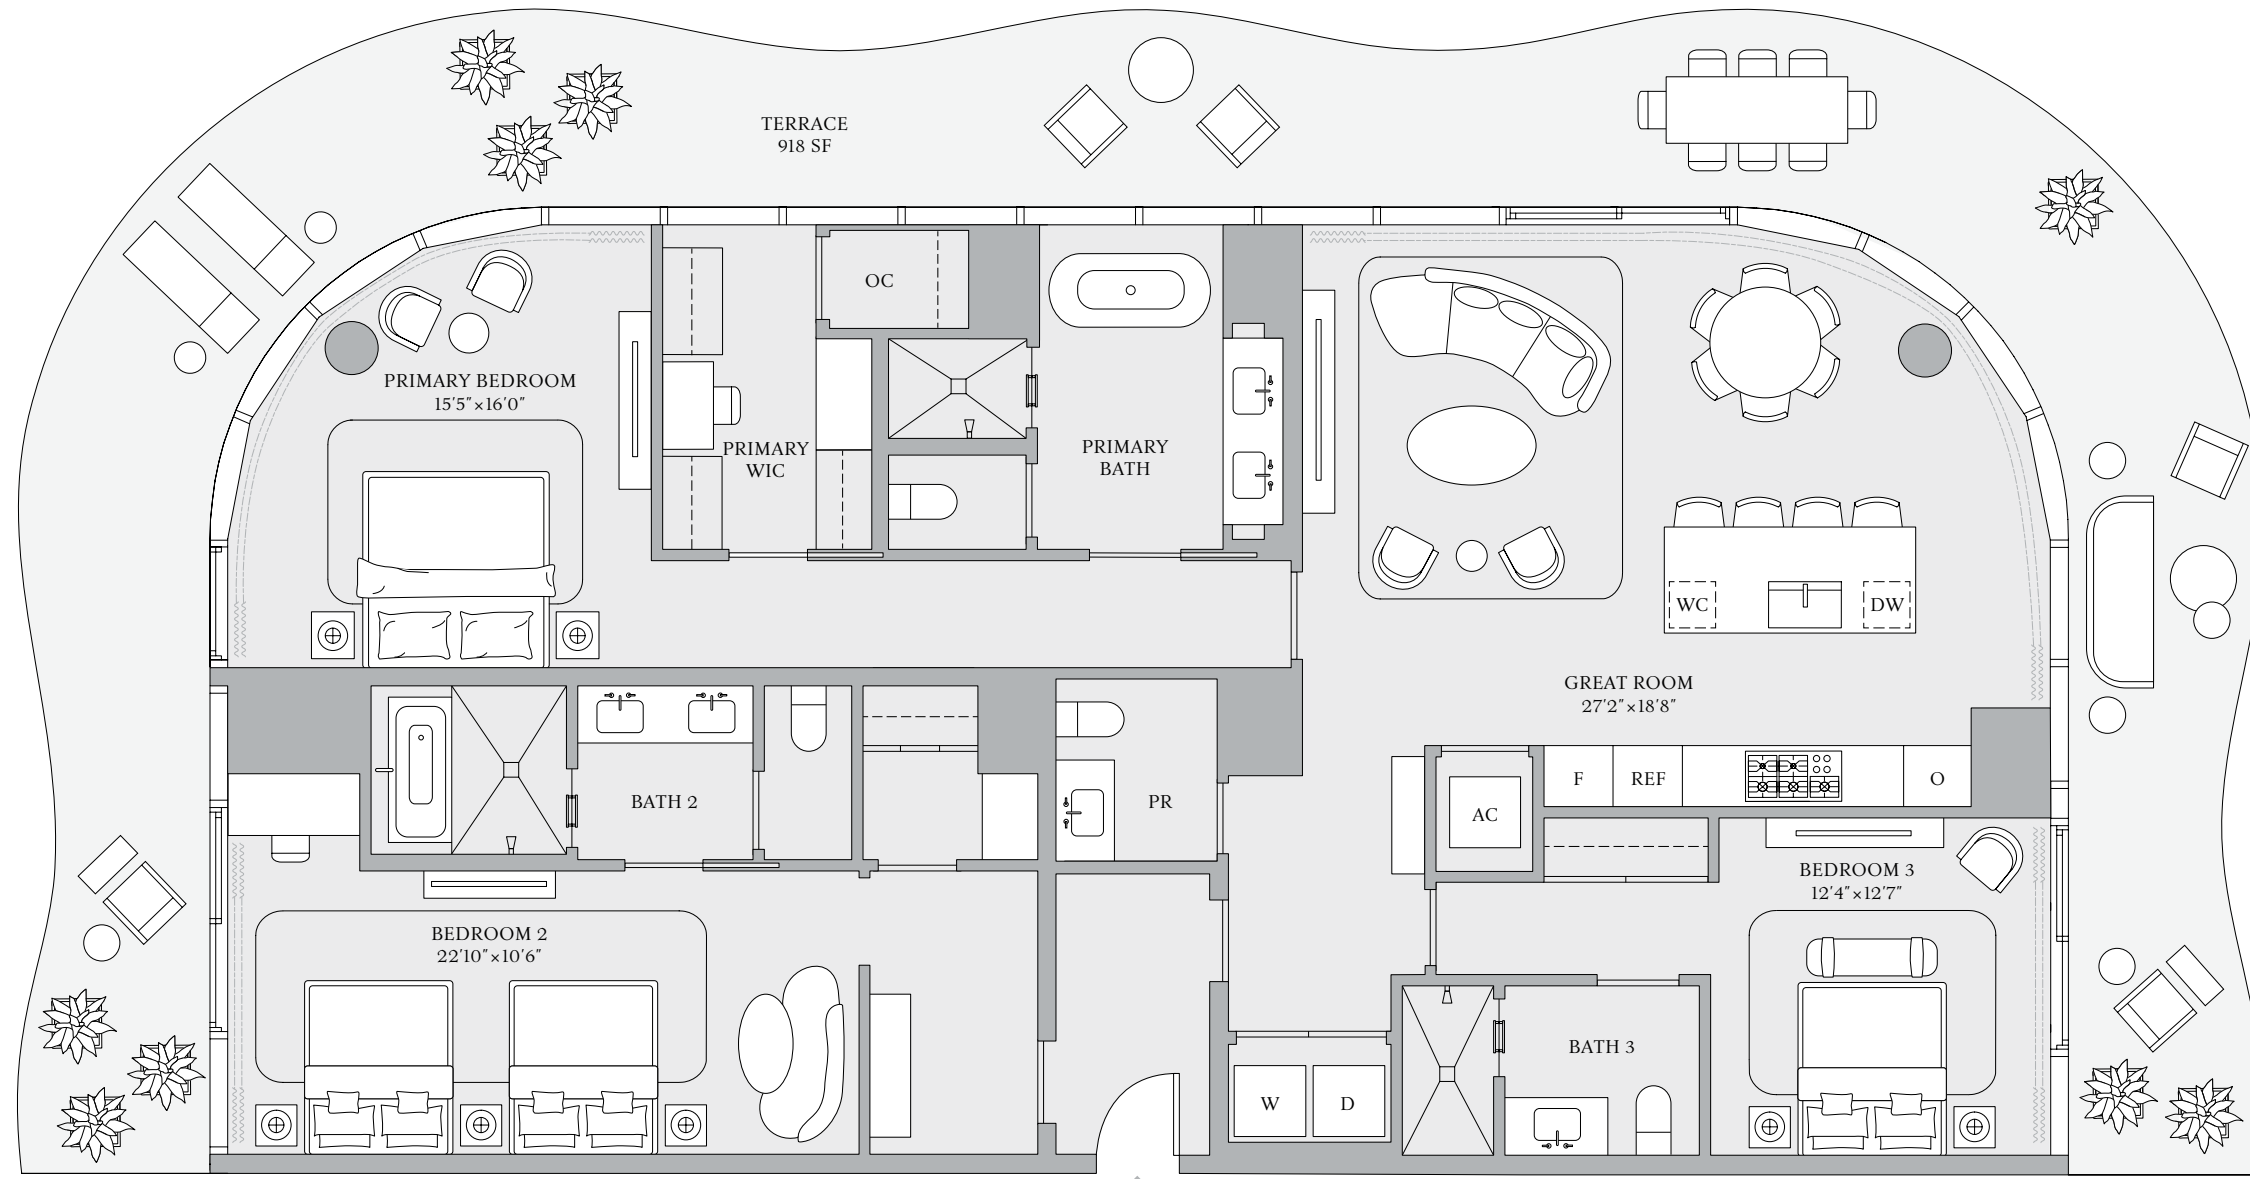 TERRACE
918 SF
OC
PRIMARY BEDROOM
15'5"×16'0"
PRIMARY
WIC
PRIMARY
BATH
WC
DW
GREAT ROOM
27'2"×18'8"
F
REF
O
BATH 2
PR
AC
BEDROOM 3
12'4"×12'7"
BEDROOM 2
22'10"×10'6"
BATH 3
W
D